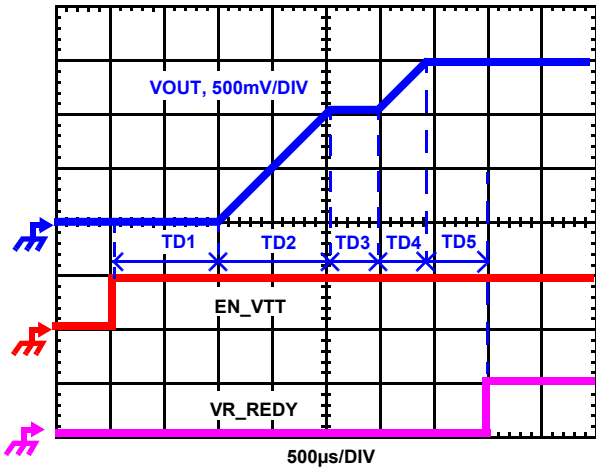 VOUT, 500mV/DIV
TD1 TD2 TD3 TD4 TD5
EN_VTT
VR_REDY
500µs/DIV